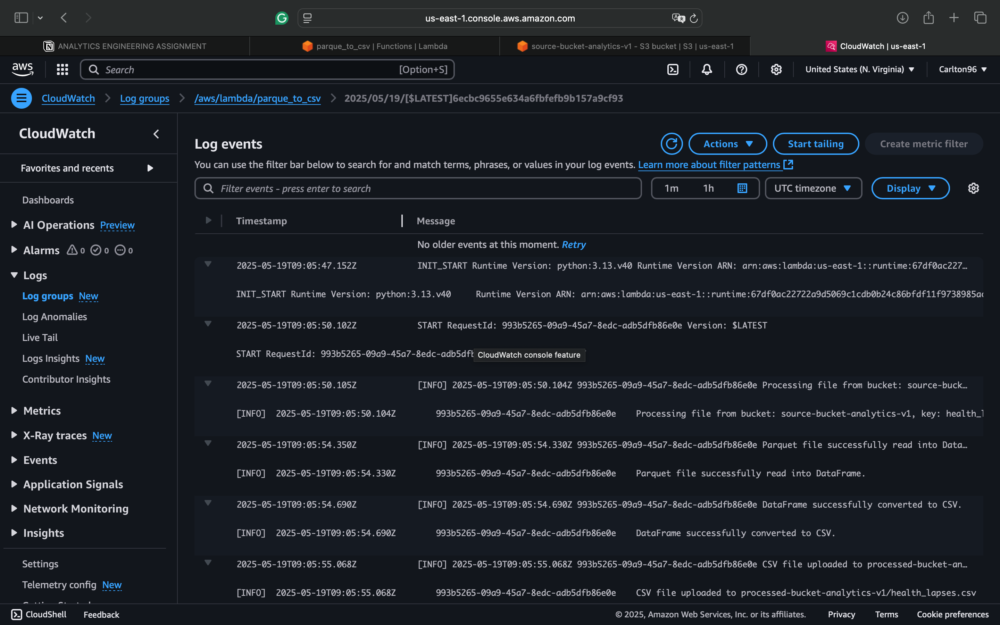 us-east-1.console.aws.amazon.com
ANALYTICS ENGINEERING ASSIGNMENT
parque_to_csv | Functions | Lambda
source-bucket-analytics-v1 - S3 bucket | S3 | us-east-1
CloudWatch | us-east-1
aws
Search
[Option+S]
United States (N. Virginia)
Carlton96
CloudWatch
Log groups
/aws/lambda/parque_to_csv
2025/05/19/[$LATEST]6ecbc9655e634a6fbfefb9b157a9cf93
CloudWatch
Favorites and recents
Dashboards
AI Operations Preview
Alarms 0 0 0
Logs
Log groups New
Log Anomalies
Live Tail
Logs Insights New
Contributor Insights
Metrics
X-Ray traces New
Events
Application Signals
Network Monitoring
Insights
Settings
Telemetry config New
Log events
Actions
Start tailing
Create metric filter
You can use the filter bar below to search for and match terms, phrases, or values in your log events. Learn more about filter patterns
Filter events - press enter to search
1m 1h
UTC timezone
Display
Timestamp Message
No older events at this moment. Retry
2025-05-19T09:05:47.152Z INIT_START Runtime Version: python:3.13.v40 Runtime Version ARN: arn:aws:lambda:us-east-1::runtime:67df0ac227…
INIT_START Runtime Version: python:3.13.v40 Runtime Version ARN: arn:aws:lambda:us-east-1::runtime:67df0ac22722a9d5069c1cdb0b24c86bfdf11f9738985a
2025-05-19T09:05:50.102Z START RequestId: 993b5265-09a9-45a7-8edc-adb5dfb86e0e Version: $LATEST
START RequestId: 993b5265-09a9-45a7-8edc-adb5dfb
CloudWatch console feature
2025-05-19T09:05:50.105Z [INFO] 2025-05-19T09:05:50.104Z 993b5265-09a9-45a7-8edc-adb5dfb86e0e Processing file from bucket: source-buck…
[INFO] 2025-05-19T09:05:50.104Z 993b5265-09a9-45a7-8edc-adb5dfb86e0e Processing file from bucket: source-bucket-analytics-v1, key: health_l
2025-05-19T09:05:54.350Z [INFO] 2025-05-19T09:05:54.330Z 993b5265-09a9-45a7-8edc-adb5dfb86e0e Parquet file successfully read into Data…
[INFO] 2025-05-19T09:05:54.330Z 993b5265-09a9-45a7-8edc-adb5dfb86e0e Parquet file successfully read into DataFrame.
2025-05-19T09:05:54.690Z [INFO] 2025-05-19T09:05:54.690Z 993b5265-09a9-45a7-8edc-adb5dfb86e0e DataFrame successfully converted to CSV.
[INFO] 2025-05-19T09:05:54.690Z 993b5265-09a9-45a7-8edc-adb5dfb86e0e DataFrame successfully converted to CSV.
2025-05-19T09:05:55.068Z [INFO] 2025-05-19T09:05:55.068Z 993b5265-09a9-45a7-8edc-adb5dfb86e0e CSV file uploaded to processed-bucket-an…
[INFO] 2025-05-19T09:05:55.068Z 993b5265-09a9-45a7-8edc-adb5dfb86e0e CSV file uploaded to processed-bucket-analytics-v1/health_lapses.csv
CloudShell
Feedback
© 2025, Amazon Web Services, Inc. or its affiliates.
Privacy
Terms
Cookie preferences